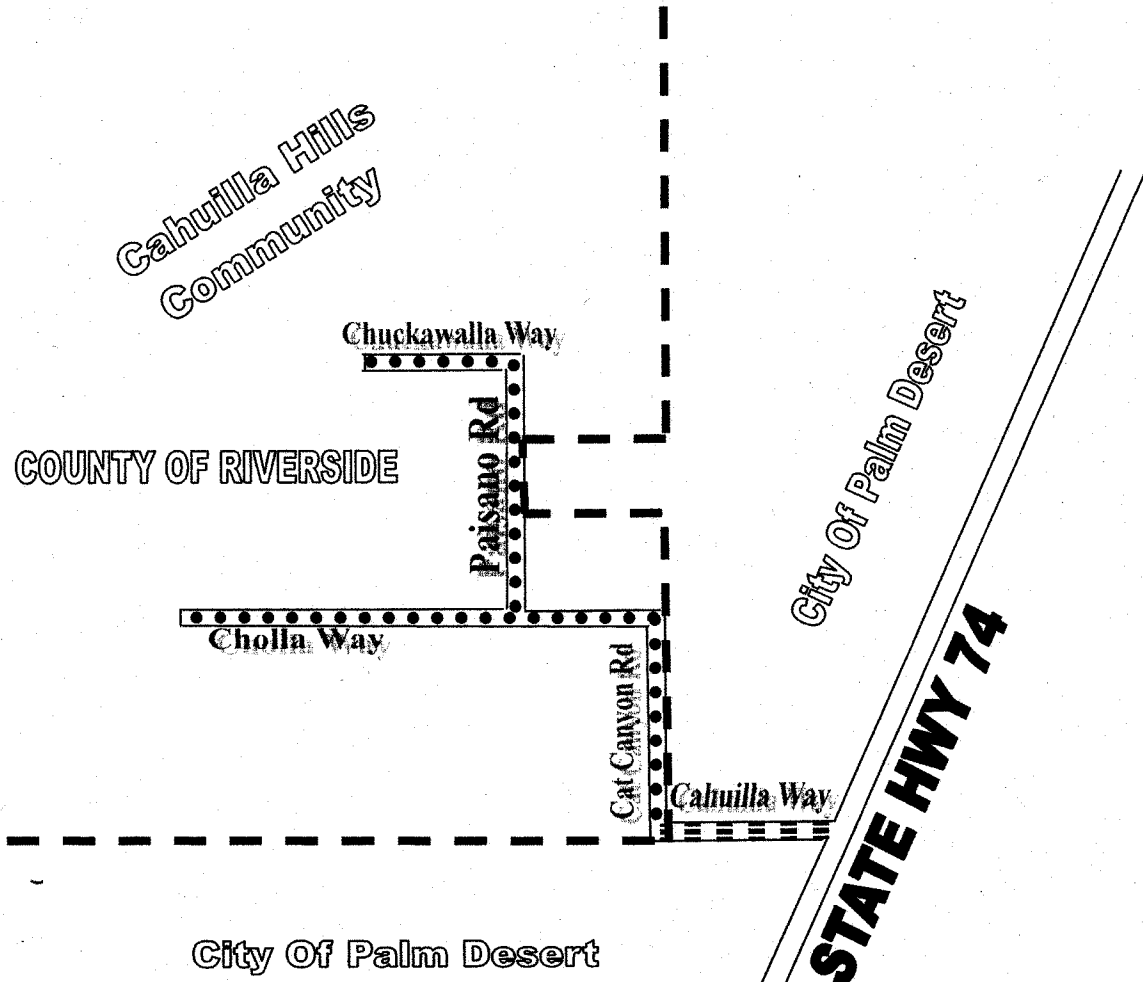 Cahuilla Hills
Community
Chuckawalla Way
COUNTY OF RIVERSIDE
Paisano Rd
City Of Palm Desert
Cholla Way
Cat Canyon Rd
Cahuilla Way
STATE HWY 74
City Of Palm Desert